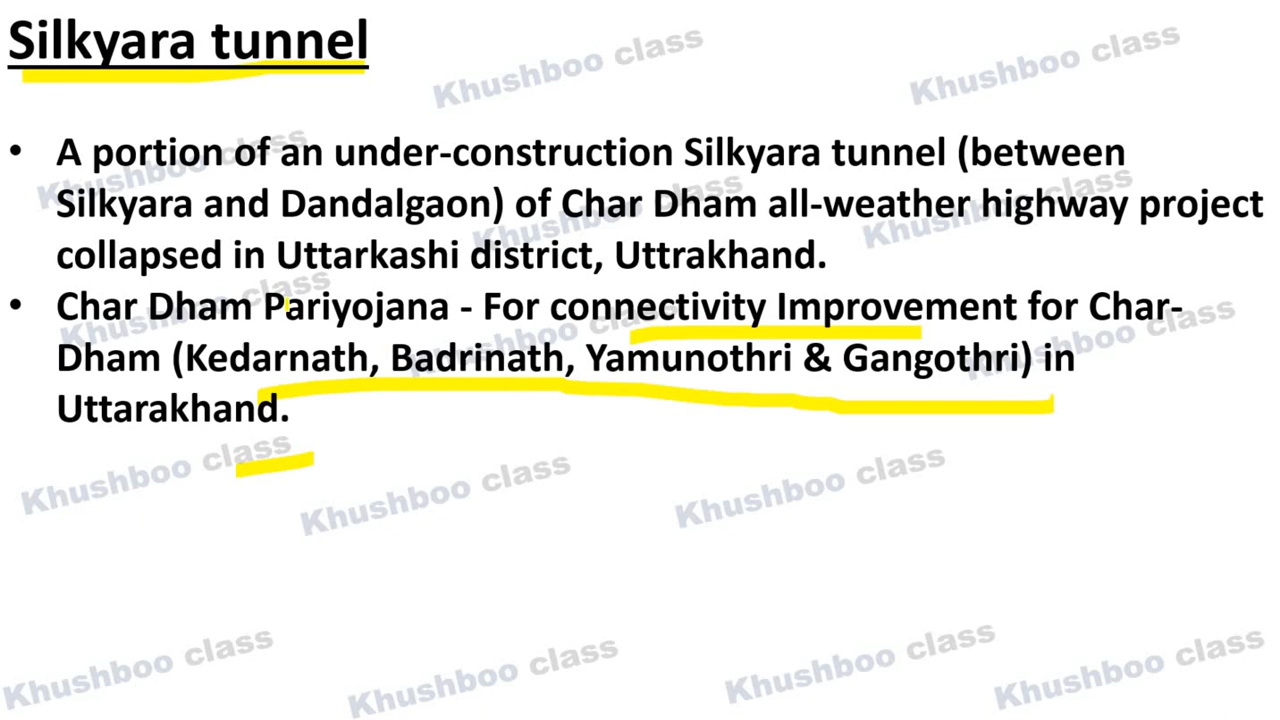 Silkyara tunnel
Khushboo class
Khushboo class
• A portion of an under-construction Silkyara tunnel (between
Khushboo class
Silkyara and Dandalgaon) of Char Dham all-weather highway project
Khushboo class
Khushboo class
collapsed in Uttarkashi district, Uttrakhand.
• Char Dham Pariyojana - For connectivity Improvement for Char-
Khushboo class
Khushboo class
Khushboo class
Dham (Kedarnath, Badrinath, Yamunothri & Gangothri) in
Uttarakhand.
Khushboo class
Khushboo class
Khushboo class
Khushboo class
Khushboo class
Khushboo class
Khushboo class